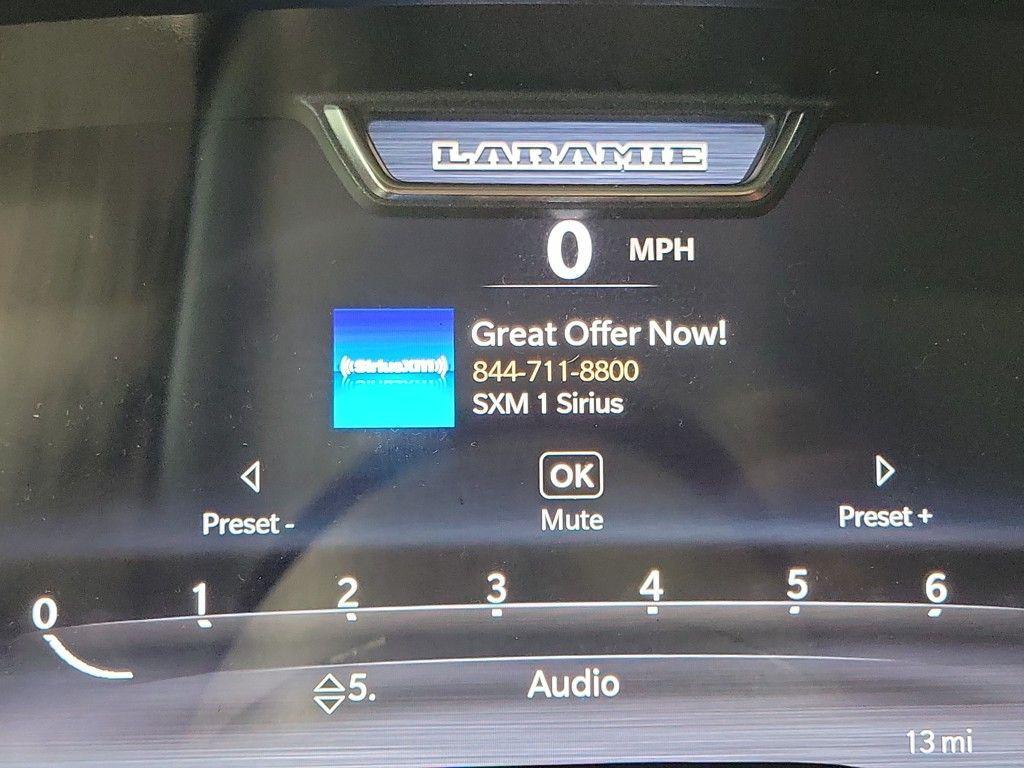 LARAMIE
0 MPH
((SiriusXM))
Great Offer Now!
844-711-8800
SXM 1 Sirius
OK
Preset - Mute Preset +
0 1 2 3 4 5 6
5. Audio
13 mi